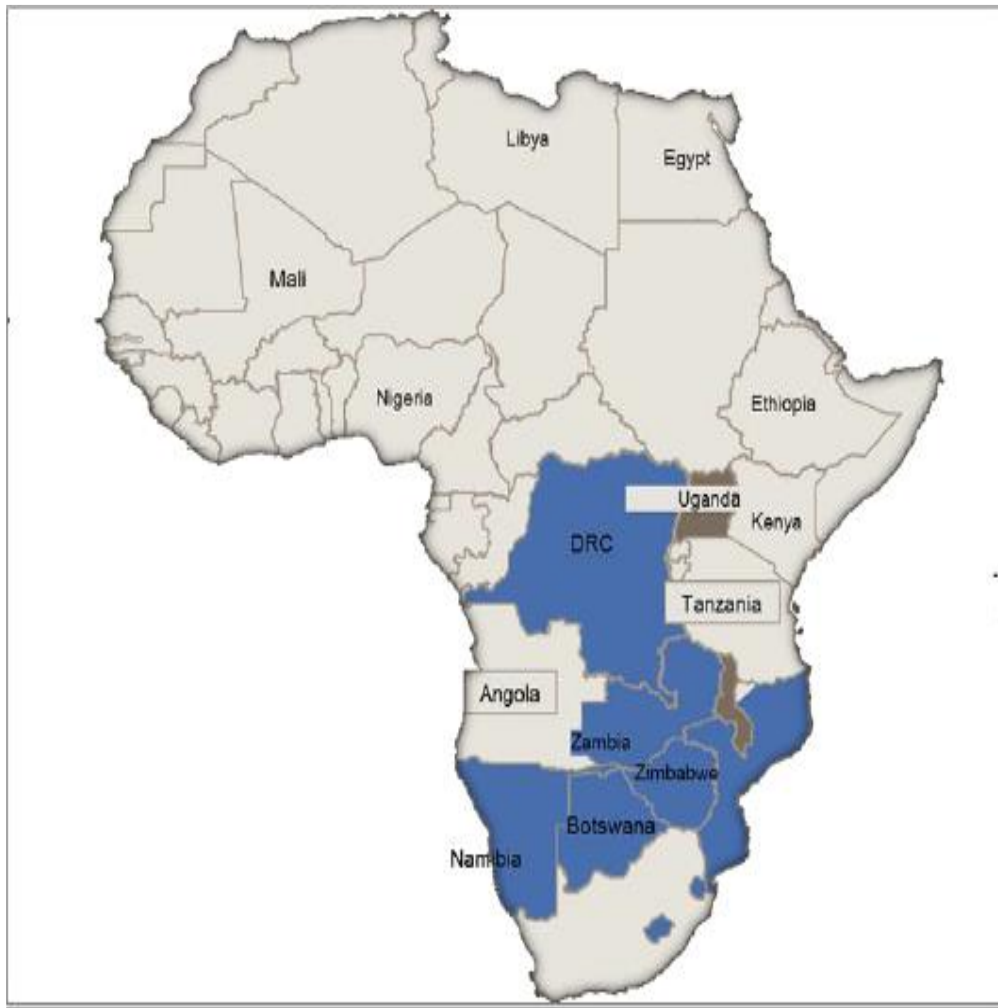 Libya
Egypt
Mali
Nigeria
Ethiopia
Uganda
Kenya
DRC
Tanzania
Angola
Zambia
Zimbabwe
Botswana
Namibia